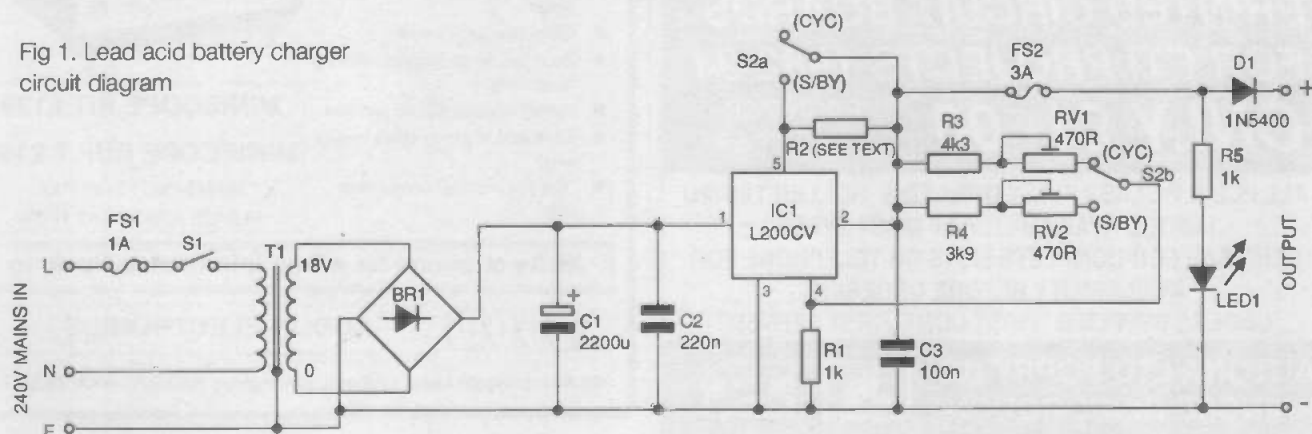 Fig 1. Lead acid battery charger
circuit diagram
240V MAINS IN
L
FS1
1A
S1
N
E
T1
18V
0
BR1
+
C1
2200u
C2
220n
(CYC)
S2a
(S/BY)
R2 (SEE TEXT)
5
1
IC1
L200CV
2
3
4
R1
1k
C3
100n
FS2
3A
R3
4k3
RV1
470R
(CYC)
S2b
R4
3k9
RV2
470R
(S/BY)
D1
1N5400
+
R5
1k
LED1
OUTPUT
-